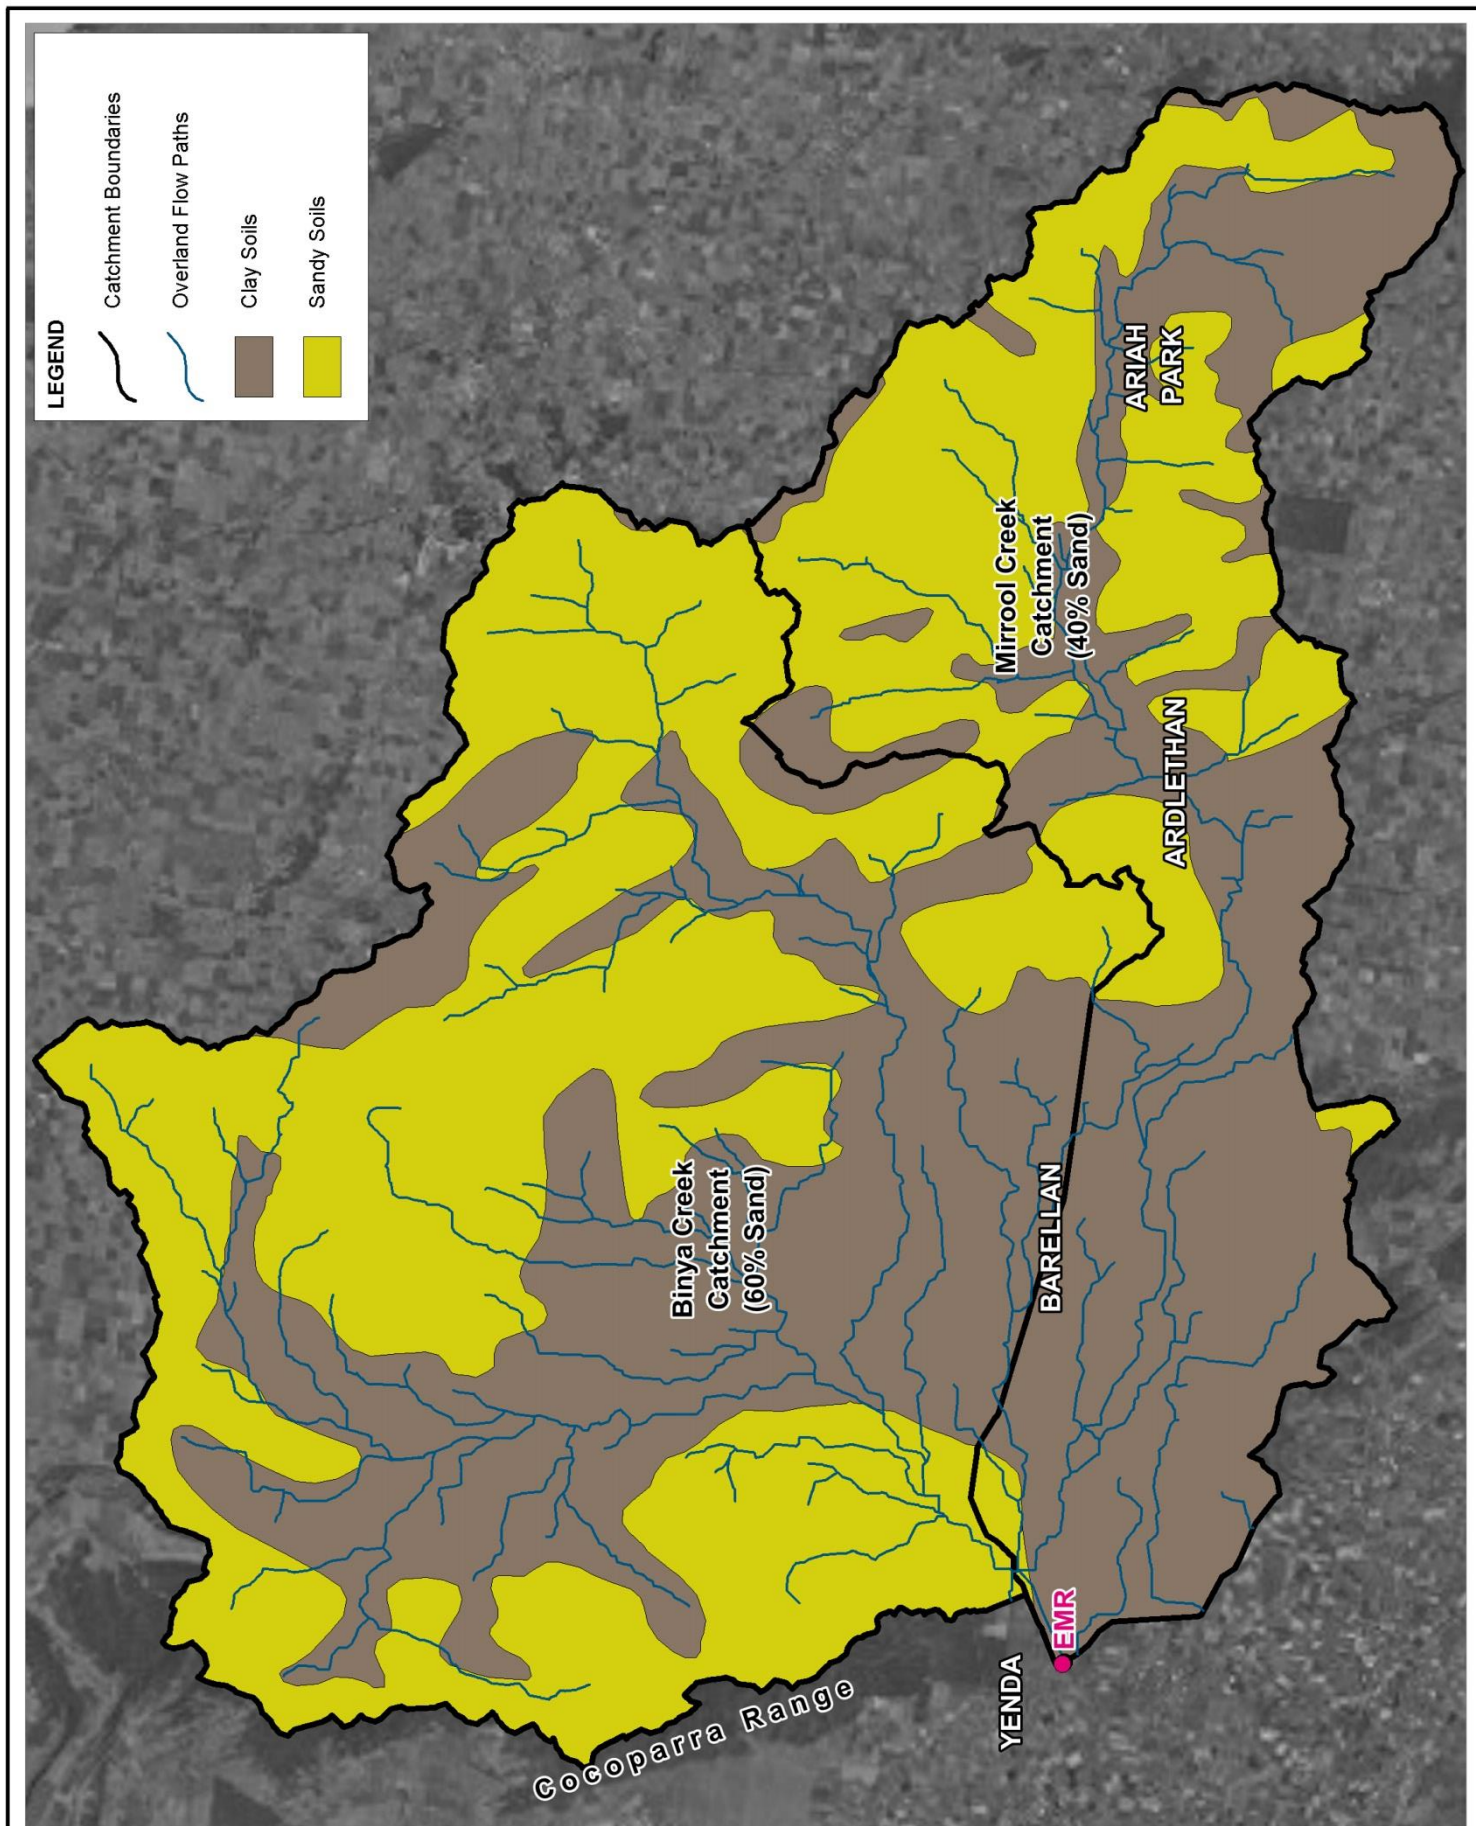 LEGEND
Catchment Boundaries
Overland Flow Paths
Clay Soils
Sandy Soils
Binya Creek
Catchment
(60% Sand)
Mirrool Creek
Catchment
(40% Sand)
ARIAH
PARK
ARDLETHAN
BARELLAN
YENDA
EMR
Cocoparra Range